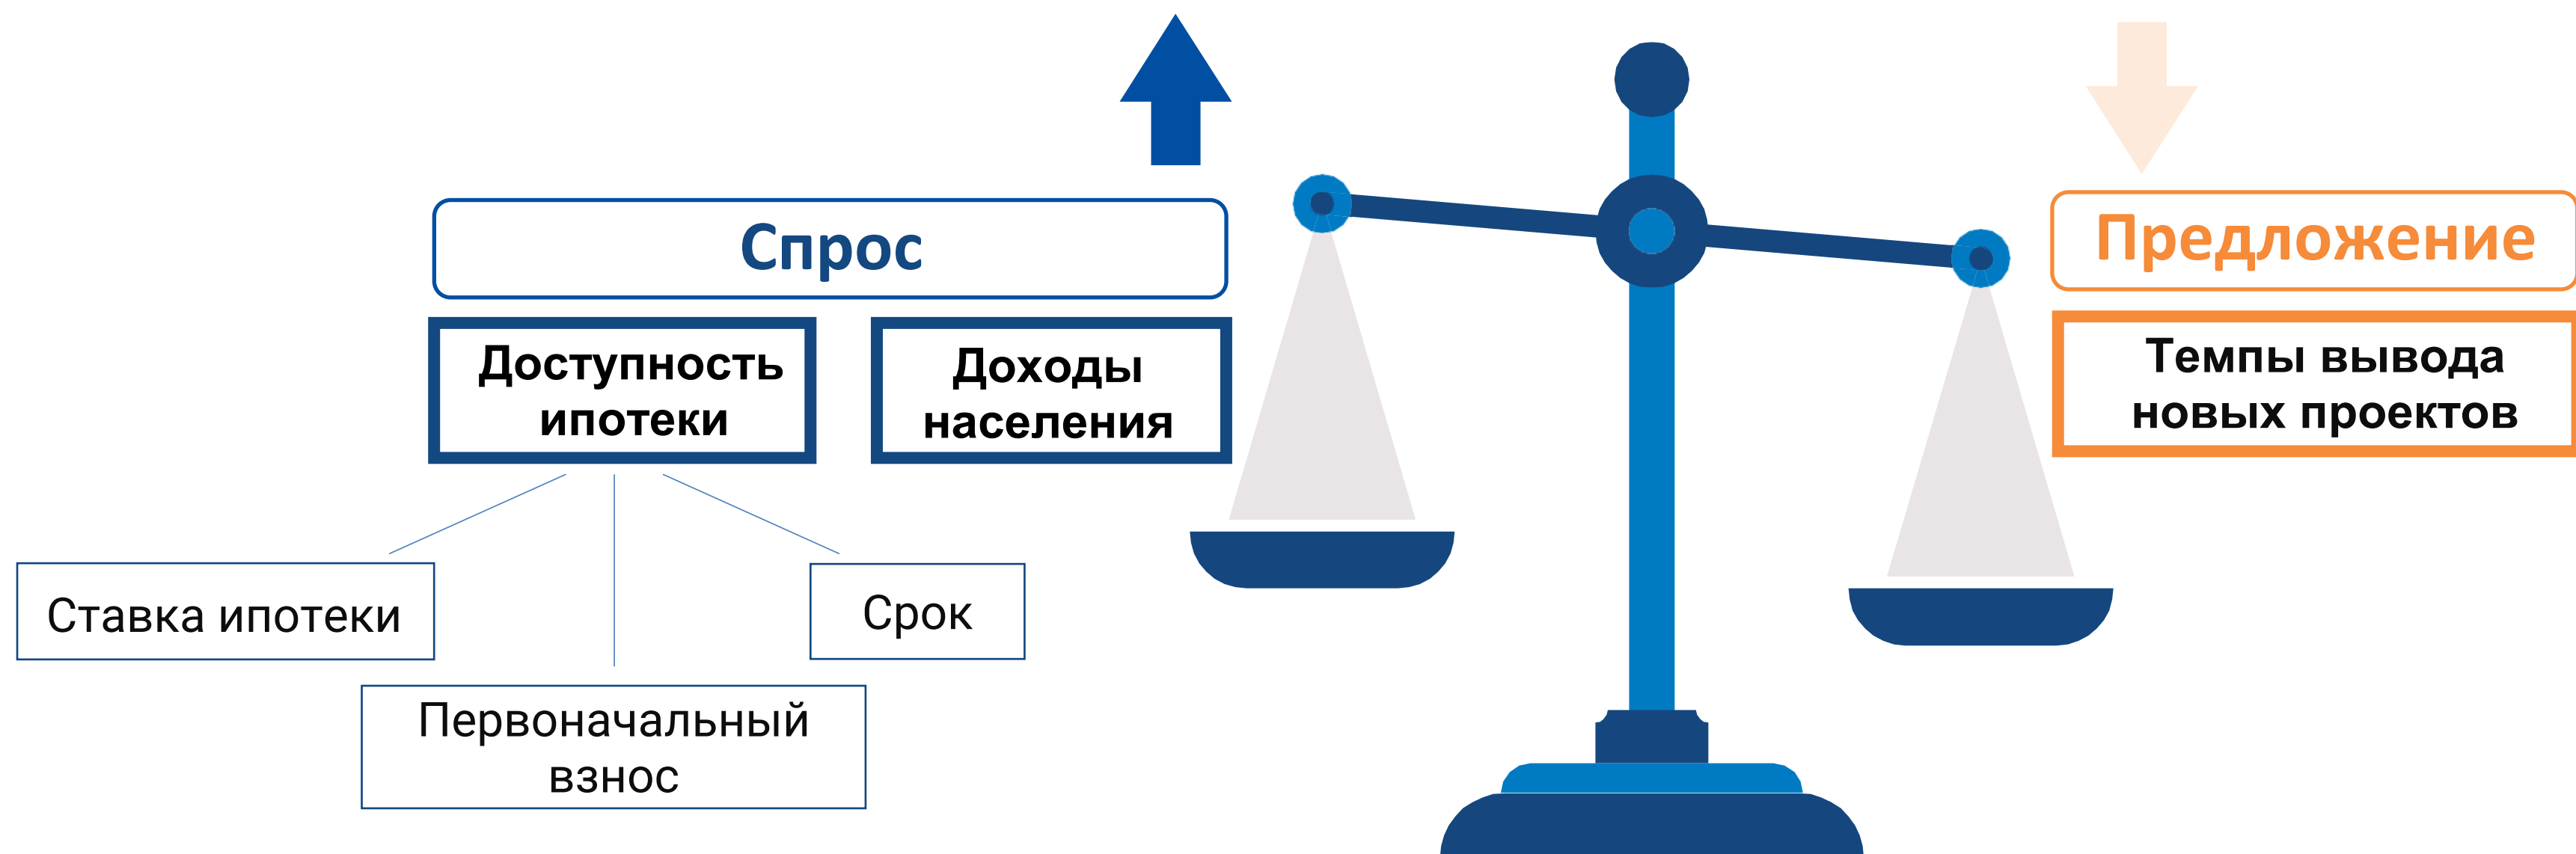 Спрос
Предложение
Доступность
ипотеки
Доходы
населения
Темпы вывода
новых проектов
Ставка ипотеки
Срок
Первоначальный
взнос